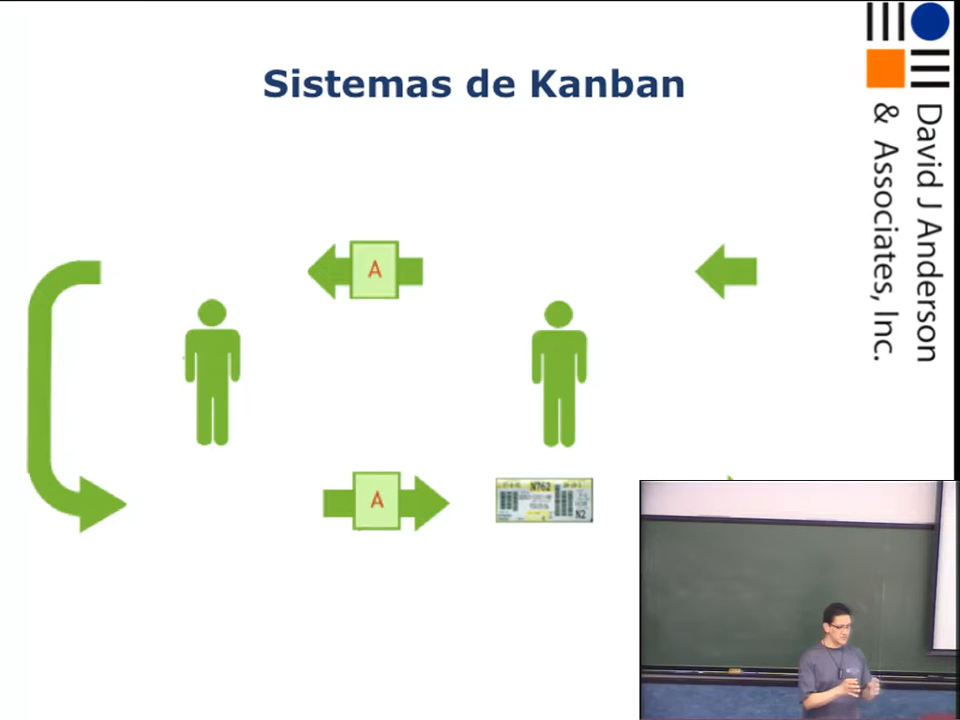 Sistemas de Kanban
David J Anderson
& Associates, Inc.
A
A
N762
N2